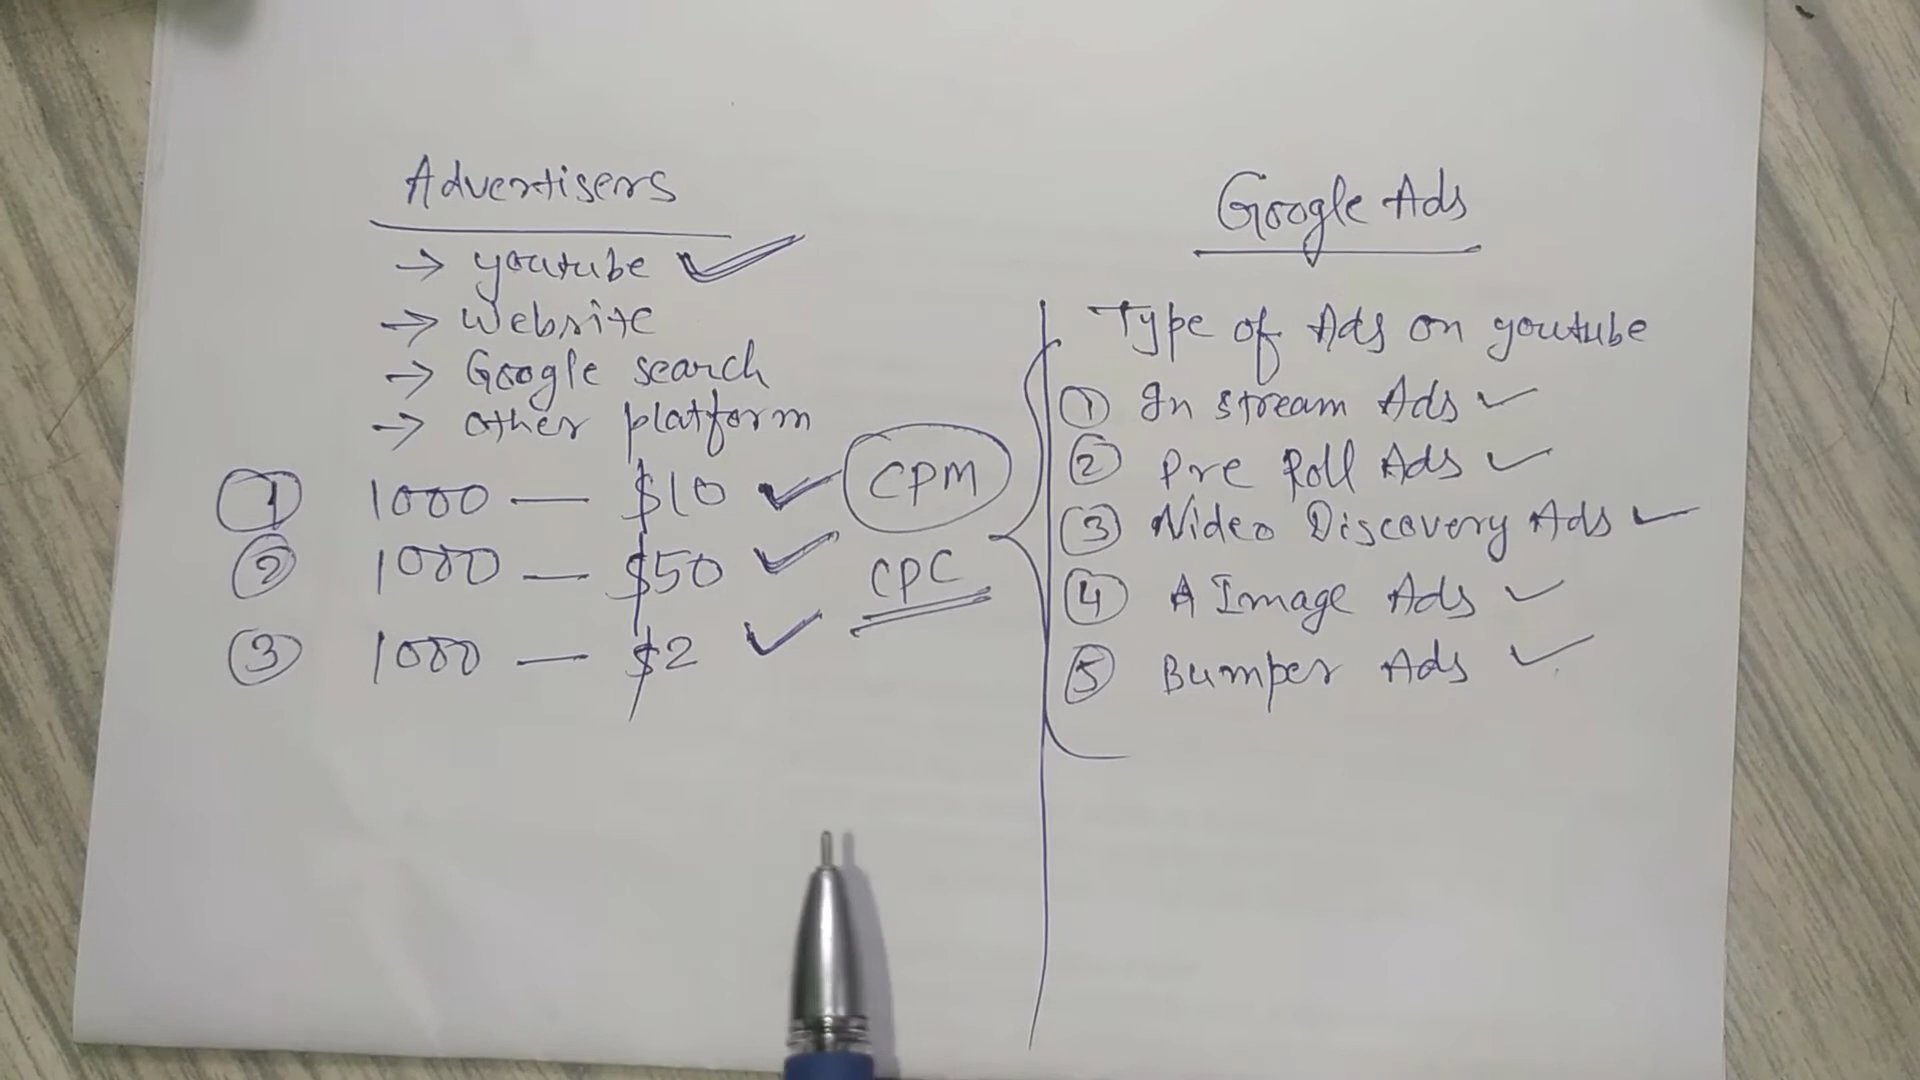 Advertisers
→ youtube ✓
→ Website
→ Google search
→ other platform
① 1000 — $10 ✓ CPM
② 1000 — $50 ✓ CPC
③ 1000 — $2 ✓
Google Ads
Type of Ads on youtube
① In stream Ads ✓
② Pre Roll Ads ✓
③ Video Discovery Ads ✓
④ A Image Ads ✓
⑤ Bumper Ads ✓